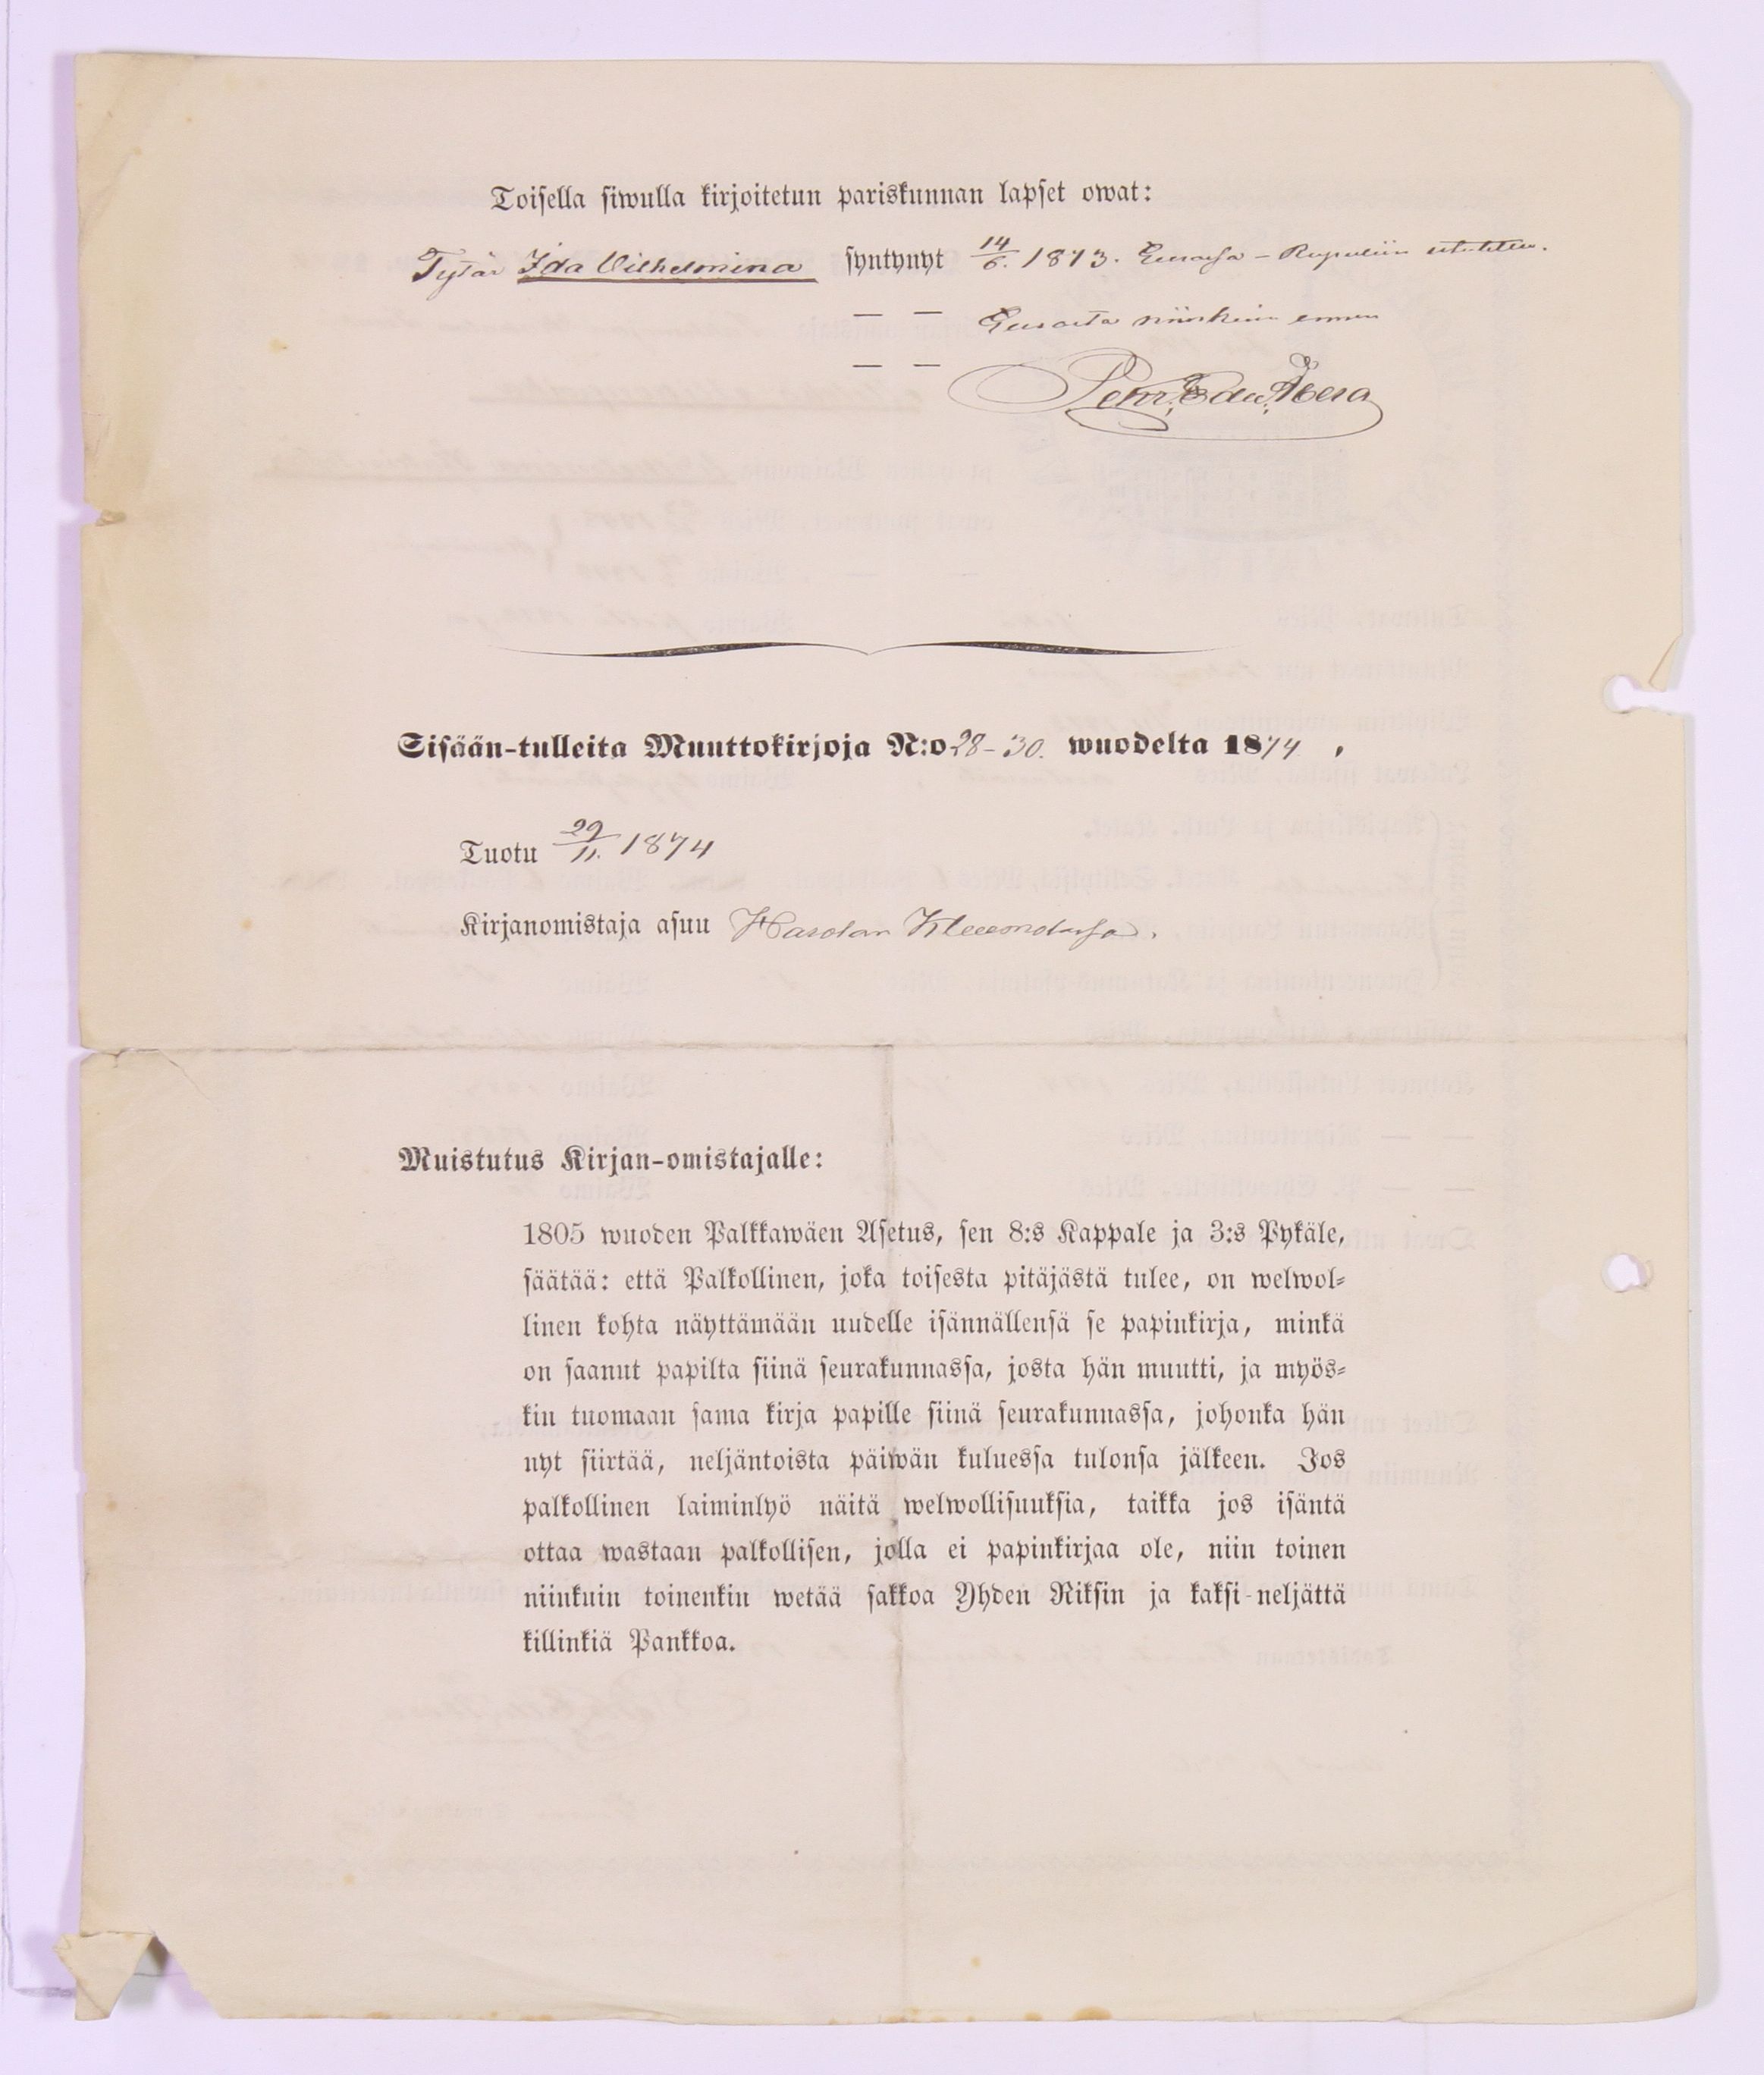 Toisella siwulla kirjoitetun pariskunnan lapset owat:
Tytär Ida Vilhelmina syntynyt 14/6. 1873. Eurassa – Rupuliin
— — Eurasta niinkuin ennen
— —
Sisään-tulleita Muuttokirjoja N:o 28–30. wuodelta 1874 ,
Tuotu 29/11. 1874
Kirjanomistaja asuu
Muistutus Kirjan-omistajalle:
1805 wuoden Palkkawäen Asetus, sen 8:s Kappale ja 3:s Pykäle,
säätää: että Palkollinen, joka toisesta pitäjästä tulee, on welwol-
linen kohta näyttämään uudelle isännällensä se papinkirja, minkä
on saanut papilta siinä seurakunnassa, josta hän muutti, ja myös-
kin tuomaan sama kirja papille siinä seurakunnassa, johonka hän
nyt siirtää, neljäntoista päiwän kuluessa tulonsa jälkeen. Jos
palkollinen laiminlyö näitä welwollisuuksia, taikka jos isäntä
ottaa wastaan palkollisen, jolla ei papinkirjaa ole, niin toinen
niinkuin toinenkin wetää sakkoa Yhden Riksin ja kaksi-neljättä
killinkiä Pankkoa.